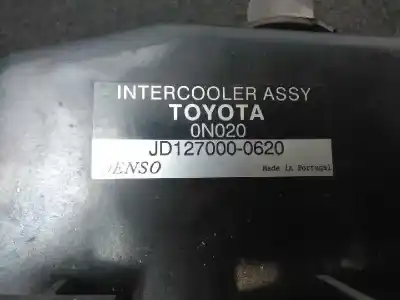 INTERCOOLER ASSY
TOYOTA
0N020
JD127000-0620
DENSO Made in Portugal